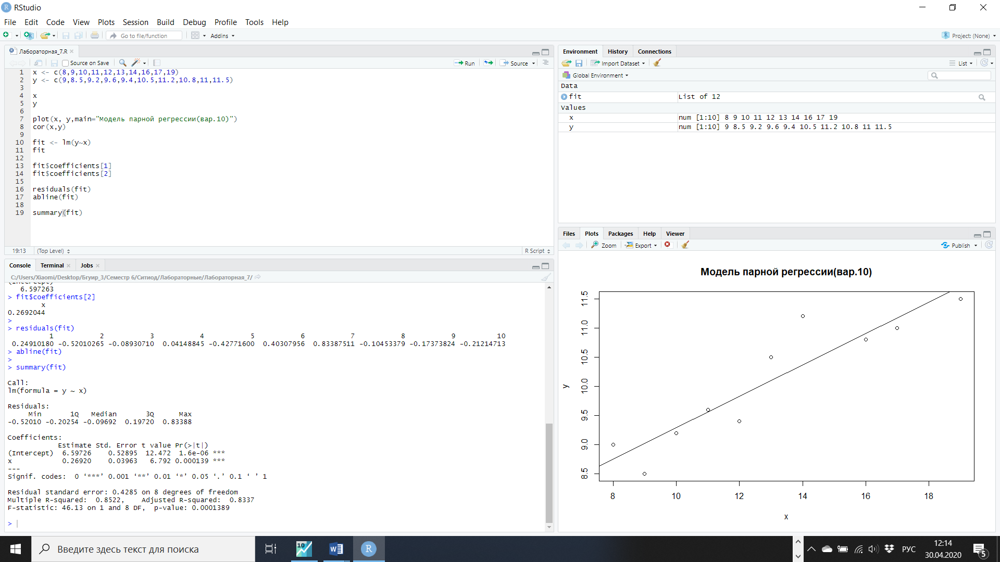 RStudio
File Edit Code View Plots Session Build Debug Profile Tools Help
Go to file/function Addins Project: (None)
Лабораторная_7.R
Source on Save Run Source
1 x <- c(8,9,10,11,12,13,14,16,17,19)
2 y <- c(9,8.5,9.2,9.6,9.4,10.5,11.2,10.8,11,11.5)
3
4 x
5 y
6
7 plot(x, y,main="Модель парной регрессии(вар.10)")
8 cor(x,y)
9
10 fit <- lm(y~x)
11 fit
12
13 fit$coefficients[1]
14 fit$coefficients[2]
15
16 residuals(fit)
17 abline(fit)
18
19 summary(fit)
19:13 (Top Level) R Script
Console Terminal Jobs
C:/Users/Xiaomi/Desktop/Бгуир_3/Семестр 6/Ситиод/Лабораторные/Лабораторная_7/
(Intercept)
6.597263
> fit$coefficients[2]
x
0.2692044
>
> residuals(fit)
1 2 3 4 5 6 7 8 9 10
0.24910180 -0.52010265 -0.08930710 0.04148845 -0.42771600 0.40307956 0.83387511 -0.10453379 -0.17373824 -0.21214713
> abline(fit)
>
> summary(fit)
Call:
lm(formula = y ~ x)
Residuals:
Min 1Q Median 3Q Max
-0.52010 -0.20254 -0.09692 0.19720 0.83388
Coefficients:
Estimate Std. Error t value Pr(>|t|)
(Intercept) 6.59726 0.52895 12.472 1.6e-06 ***
x 0.26920 0.03963 6.792 0.000139 ***
---
Signif. codes: 0 ‘***’ 0.001 ‘**’ 0.01 ‘*’ 0.05 ‘.’ 0.1 ‘ ’ 1
Residual standard error: 0.4285 on 8 degrees of freedom
Multiple R-squared: 0.8522, Adjusted R-squared: 0.8337
F-statistic: 46.13 on 1 and 8 DF, p-value: 0.0001389
>
Environment History Connections
Import Dataset List
Global Environment
Data
fit List of 12
Values
x num [1:10] 8 9 10 11 12 13 14 16 17 19
y num [1:10] 9 8.5 9.2 9.6 9.4 10.5 11.2 10.8 11 11.5
Files Plots Packages Help Viewer
Zoom Export Publish
Модель парной регрессии(вар.10)
y
11.5
11.0
10.5
10.0
9.5
9.0
8.5
8 10 12 14 16 18
x
Введите здесь текст для поиска
10
W
R
РУС
12:14
30.04.2020
5